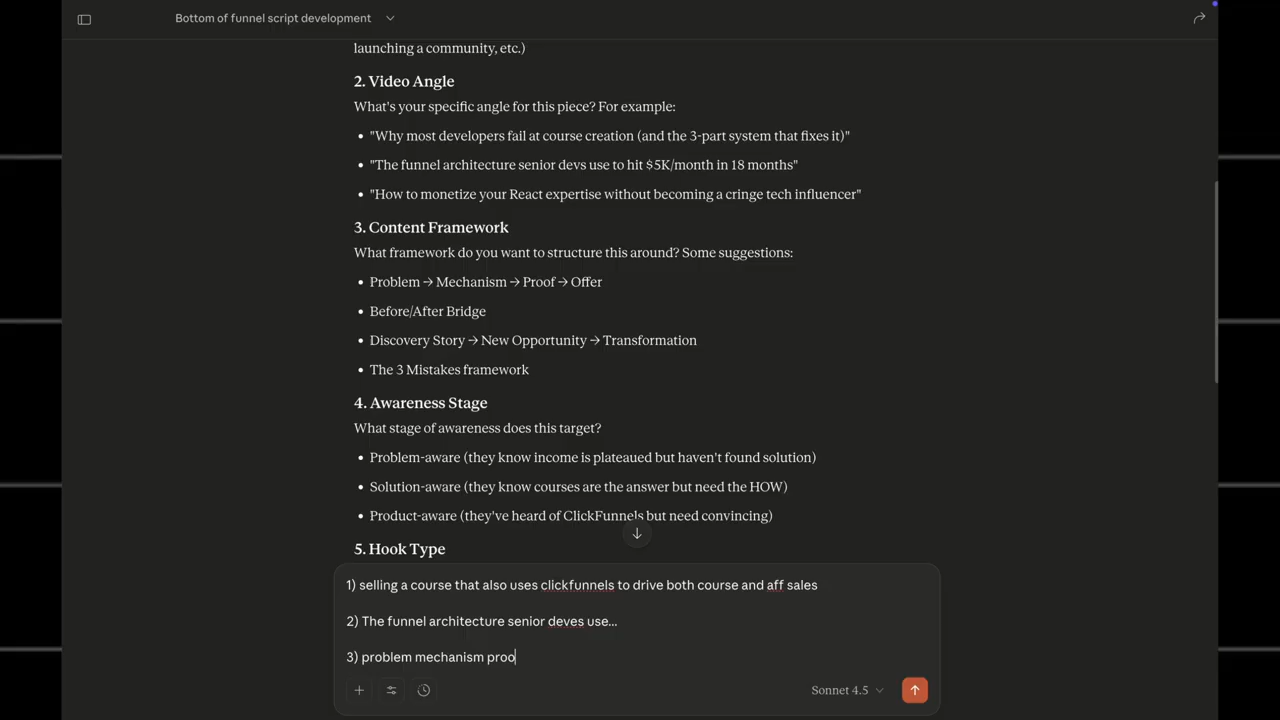 Bottom of funnel script development
launching a community, etc.)
2. Video Angle
What's your specific angle for this piece? For example:
• "Why most developers fail at course creation (and the 3-part system that fixes it)"
• "The funnel architecture senior devs use to hit $5K/month in 18 months"
• "How to monetize your React expertise without becoming a cringe tech influencer"
3. Content Framework
What framework do you want to structure this around? Some suggestions:
• Problem → Mechanism → Proof → Offer
• Before/After Bridge
• Discovery Story → New Opportunity → Transformation
• The 3 Mistakes framework
4. Awareness Stage
What stage of awareness does this target?
• Problem-aware (they know income is plateaued but haven't found solution)
• Solution-aware (they know courses are the answer but need the HOW)
• Product-aware (they've heard of ClickFunnels but need convincing)
5. Hook Type
1) selling a course that also uses clickfunnels to drive both course and aff sales
2) The funnel architecture senior deves use...
3) problem mechanism proo
Sonnet 4.5